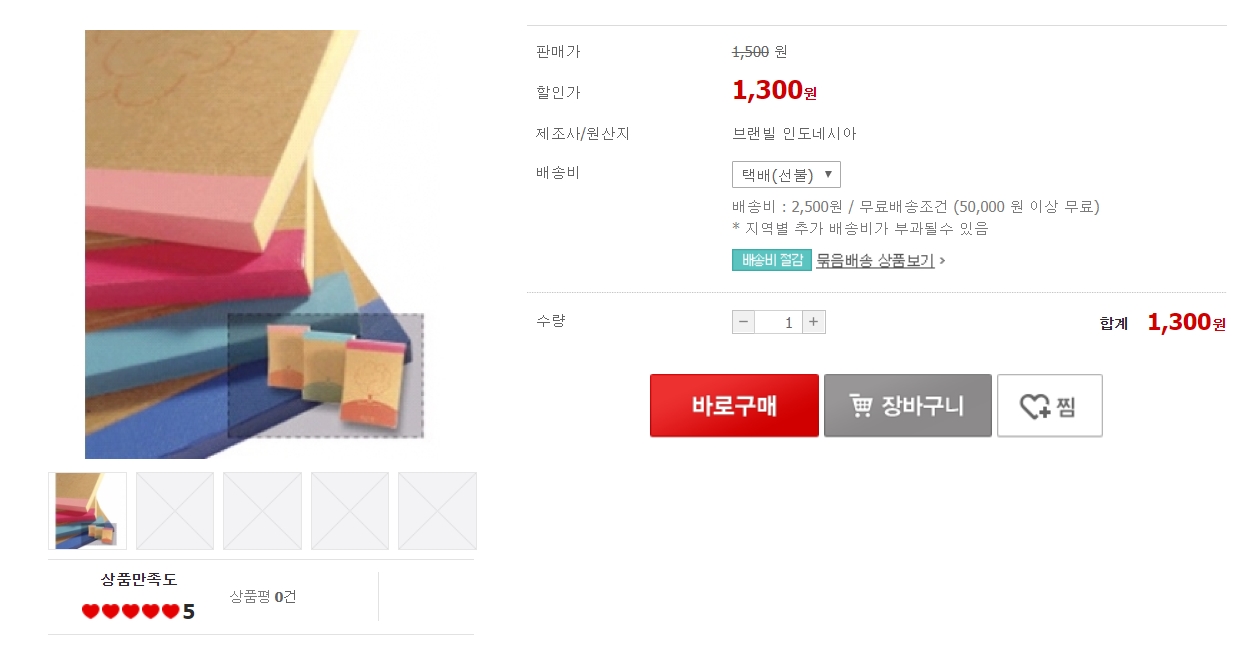 판매가 1,500 원
할인가 1,300원
제조사/원산지 브랜빌 인도네시아
배송비 택배(선불) ▼
배송비 : 2,500원 / 무료배송조건 (50,000 원 이상 무료)
* 지역별 추가 배송비가 부과될수 있음
배송비 절감 묶음배송 상품보기 >
수량 − 1 + 합계 1,300원
바로구매 장바구니 찜
상품만족도
5
상품평 0건